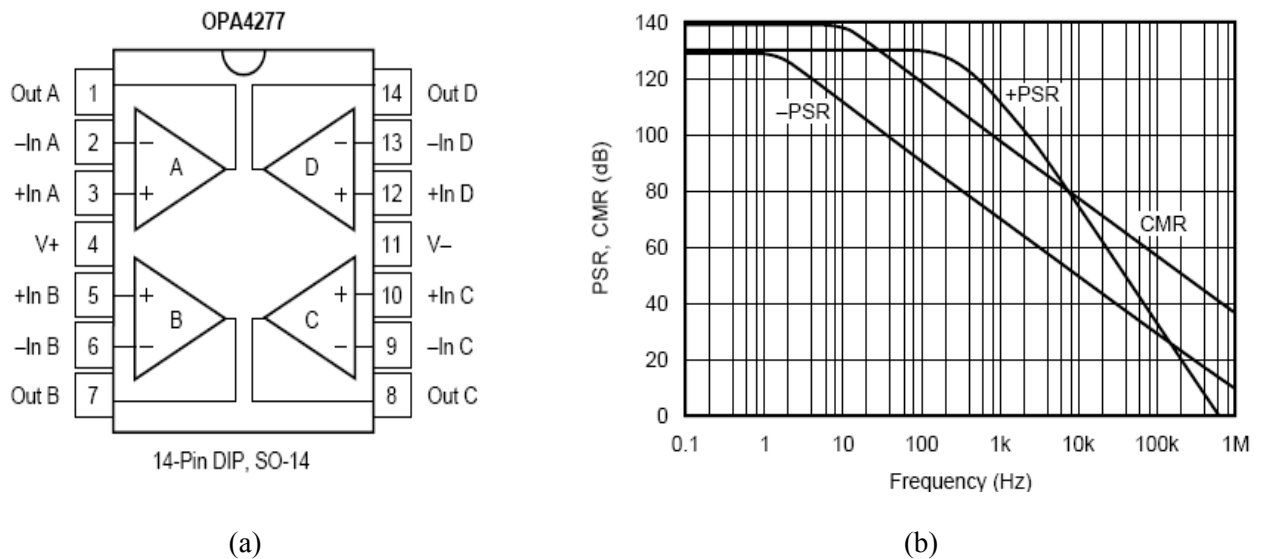 OPA4277
Out A 1 14 Out D
–In A 2 – A D – 13 –In D
+In A 3 + + 12 +In D
V+ 4 11 V–
+In B 5 + B C + 10 +In C
–In B 6 – – 9 –In C
Out B 7 8 Out C
14-Pin DIP, SO-14
(a)
PSR, CMR (dB)
140
120
100
80
60
40
20
0
–PSR
+PSR
CMR
0.1 1 10 100 1k 10k 100k 1M
Frequency (Hz)
(b)